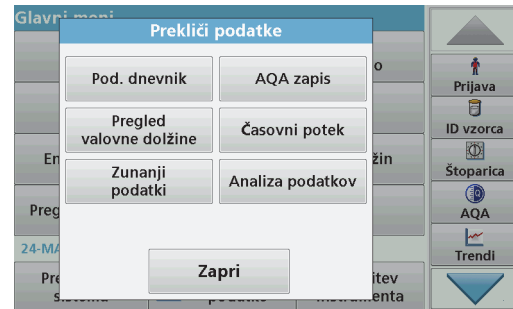 Glavni meni
Prekliči podatke
Pod. dnevnik
AQA zapis
Pregled
valovne dolžine
Časovni potek
Zunanji
podatki
Analiza podatkov
Zapri
24-MA
Prijava
ID vzorca
Štoparica
AQA
Trendi